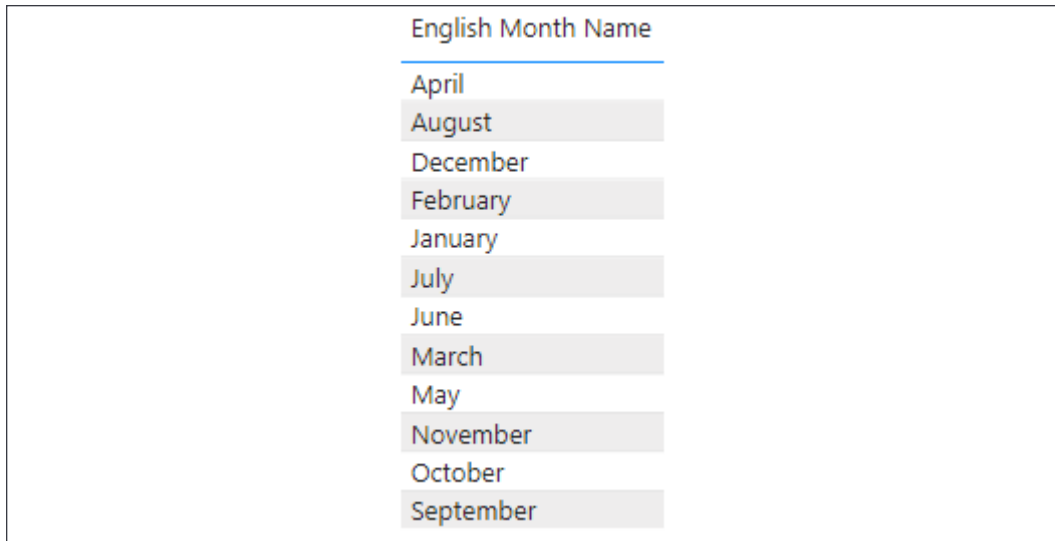 English Month Name
April
August
December
February
January
July
June
March
May
November
October
September